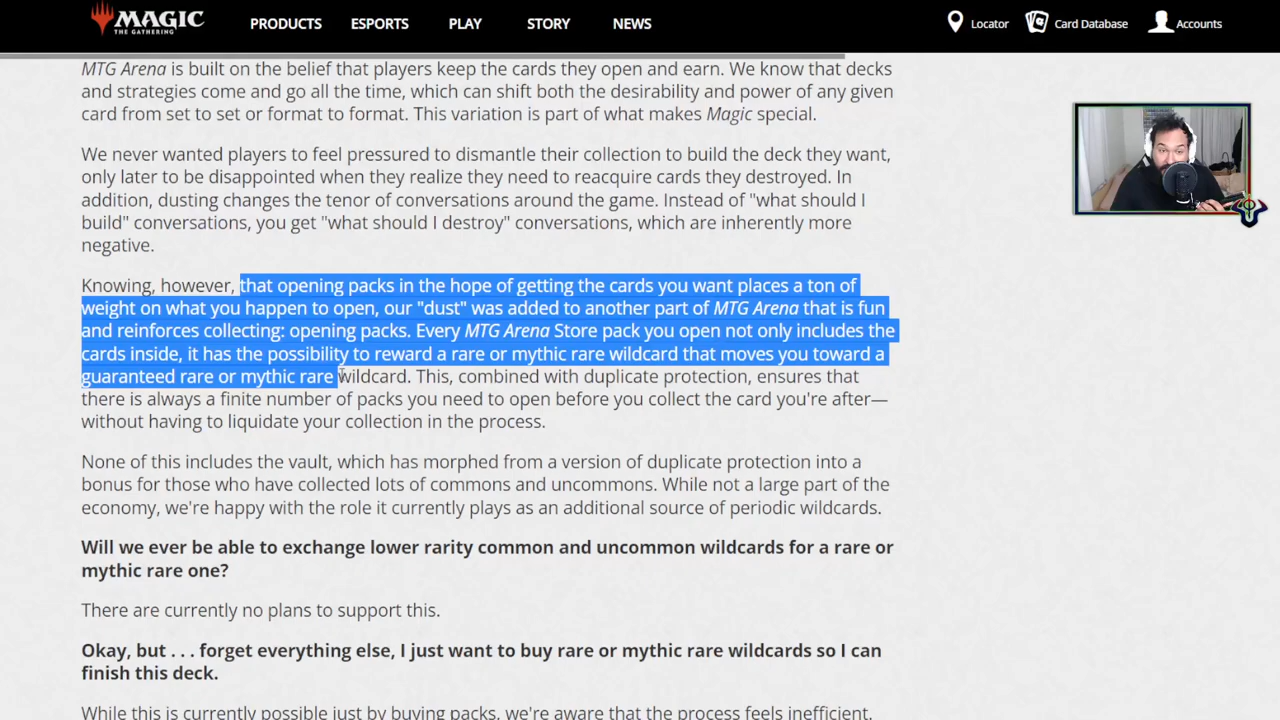 MAGIC
THE GATHERING
PRODUCTS
ESPORTS
PLAY
STORY
NEWS
Locator
Card Database
Accounts
MTG Arena is built on the belief that players keep the cards they open and earn. We know that decks
and strategies come and go all the time, which can shift both the desirability and power of any given
card from set to set or format to format. This variation is part of what makes Magic special.
We never wanted players to feel pressured to dismantle their collection to build the deck they want,
only later to be disappointed when they realize they need to reacquire cards they destroyed. In
addition, dusting changes the tenor of conversations around the game. Instead of "what should I
build" conversations, you get "what should I destroy" conversations, which are inherently more
negative.
Knowing, however, that opening packs in the hope of getting the cards you want places a ton of
weight on what you happen to open, our "dust" was added to another part of MTG Arena that is fun
and reinforces collecting: opening packs. Every MTG Arena Store pack you open not only includes the
cards inside, it has the possibility to reward a rare or mythic rare wildcard that moves you toward a
guaranteed rare or mythic rare wildcard. This, combined with duplicate protection, ensures that
there is always a finite number of packs you need to open before you collect the card you're after—
without having to liquidate your collection in the process.
None of this includes the vault, which has morphed from a version of duplicate protection into a
bonus for those who have collected lots of commons and uncommons. While not a large part of the
economy, we're happy with the role it currently plays as an additional source of periodic wildcards.
Will we ever be able to exchange lower rarity common and uncommon wildcards for a rare or
mythic rare one?
There are currently no plans to support this.
Okay, but . . . forget everything else, I just want to buy rare or mythic rare wildcards so I can
finish this deck.
While this is currently possible just by buying packs, we're aware that the process feels inefficient.